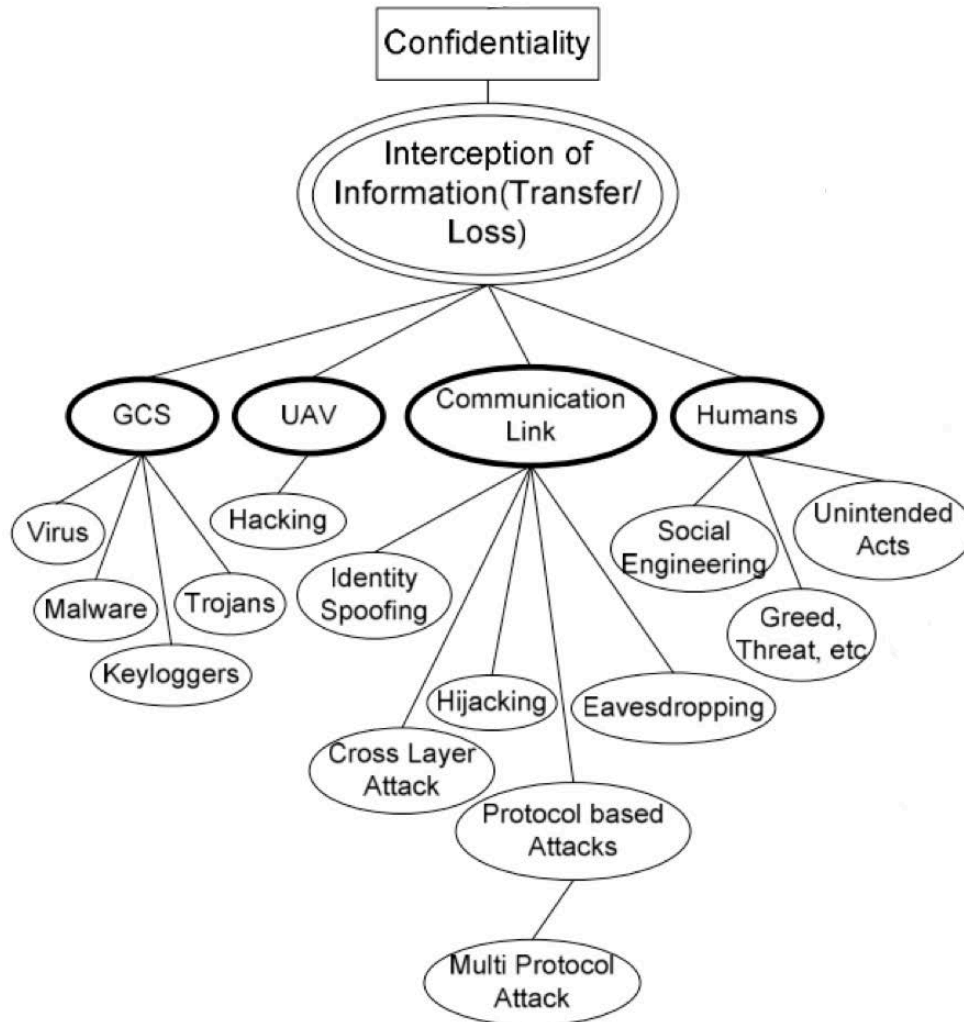 Confidentiality
Interception of
Information(Transfer/
Loss)
GCS
UAV
Communication
Link
Humans
Virus
Hacking
Malware
Trojans
Keyloggers
Identity
Spoofing
Social
Engineering
Unintended
Acts
Greed,
Threat, etc
Hijacking
Eavesdropping
Cross Layer
Attack
Protocol based
Attacks
Multi Protocol
Attack